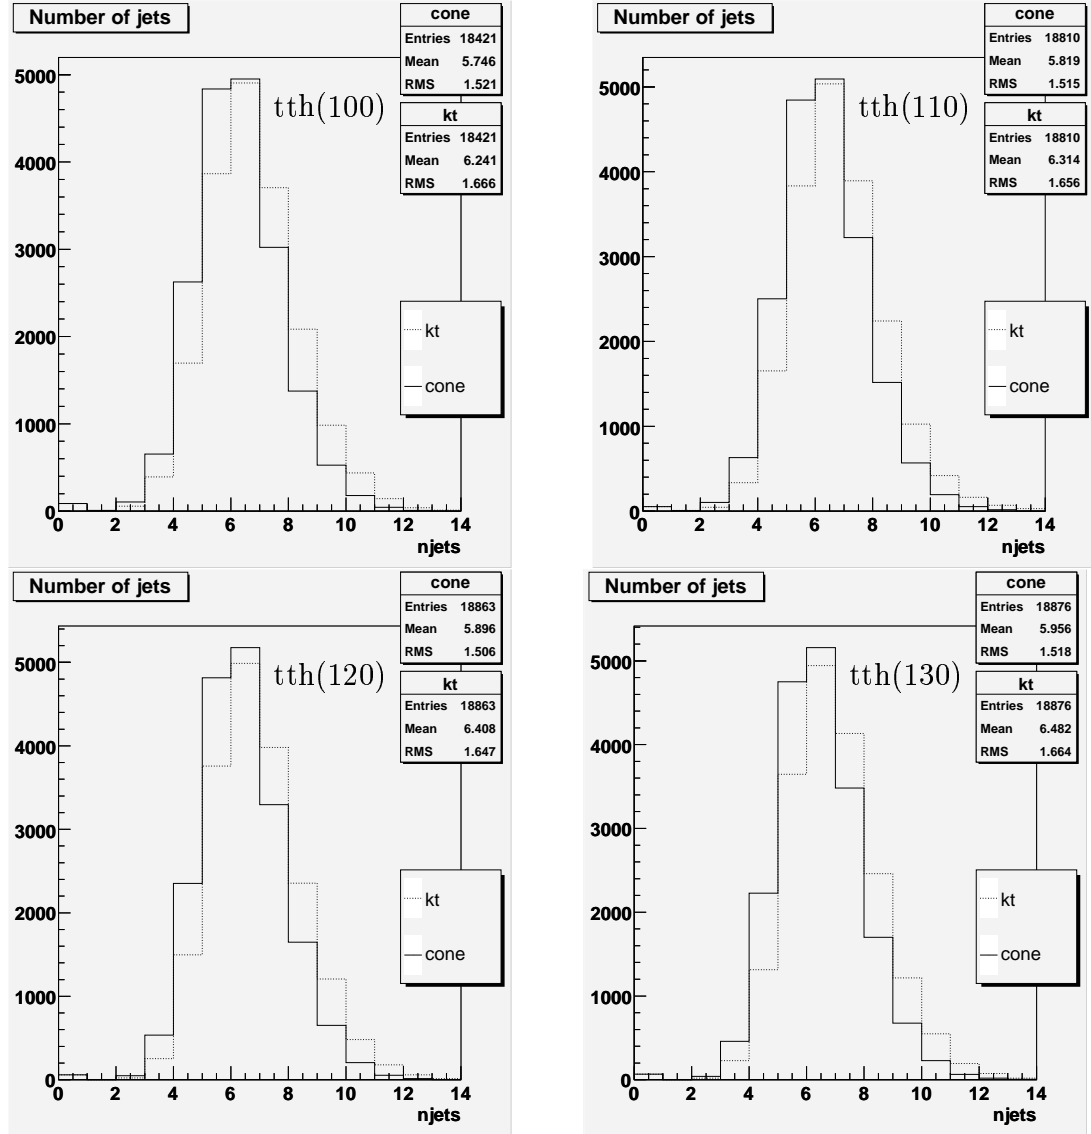 Number of jets
cone
Entries 18421
Mean 5.746
RMS 1.521
kt
Entries 18421
Mean 6.241
RMS 1.666
tth(100)
kt
cone
5000
4000
3000
2000
1000
0
0 2 4 6 8 10 12 14
njets
Number of jets
cone
Entries 18810
Mean 5.819
RMS 1.515
kt
Entries 18810
Mean 6.314
RMS 1.656
tth(110)
kt
cone
5000
4000
3000
2000
1000
0
0 2 4 6 8 10 12 14
njets
Number of jets
cone
Entries 18863
Mean 5.896
RMS 1.506
kt
Entries 18863
Mean 6.408
RMS 1.647
tth(120)
kt
cone
5000
4000
3000
2000
1000
0
0 2 4 6 8 10 12 14
njets
Number of jets
cone
Entries 18876
Mean 5.956
RMS 1.518
kt
Entries 18876
Mean 6.482
RMS 1.664
tth(130)
kt
cone
5000
4000
3000
2000
1000
0
0 2 4 6 8 10 12 14
njets